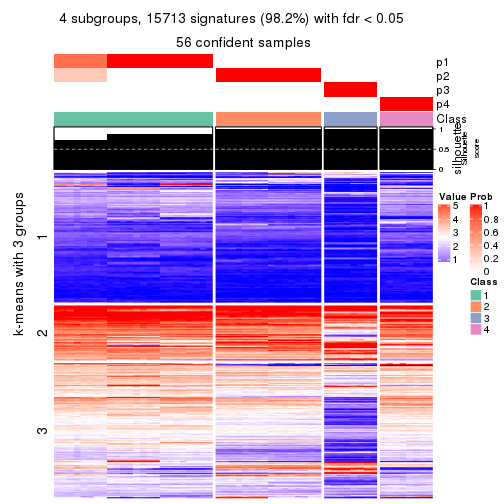 4 subgroups, 15713 signatures (98.2%) with fdr < 0.05
56 confident samples
p1
p2
p3
p4
Class
silhouette
Silhouette
score
1
0.5
0
k-means with 3 groups
1
2
3
Value
5
4
3
2
1
Prob
1
0.8
0.6
0.4
0.2
0
Class
1
2
3
4